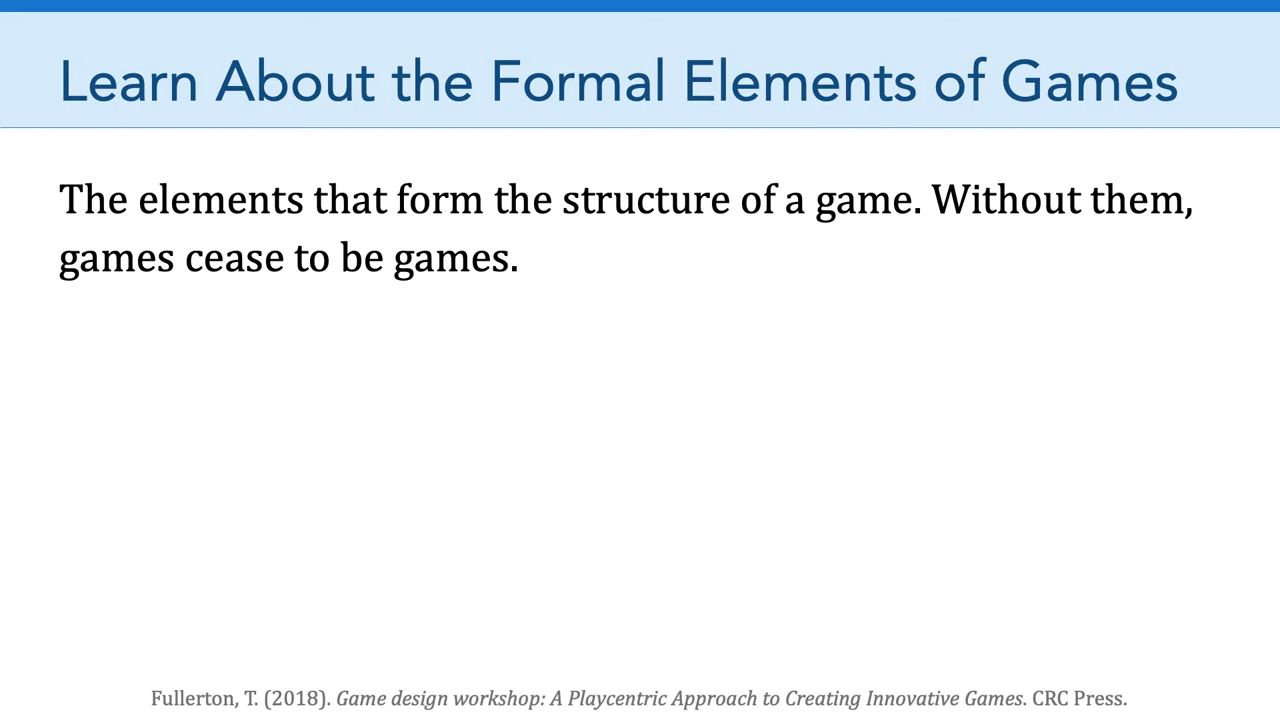 Learn About the Formal Elements of Games
The elements that form the structure of a game. Without them,
games cease to be games.
Fullerton, T. (2018). Game design workshop: A Playcentric Approach to Creating Innovative Games. CRC Press.